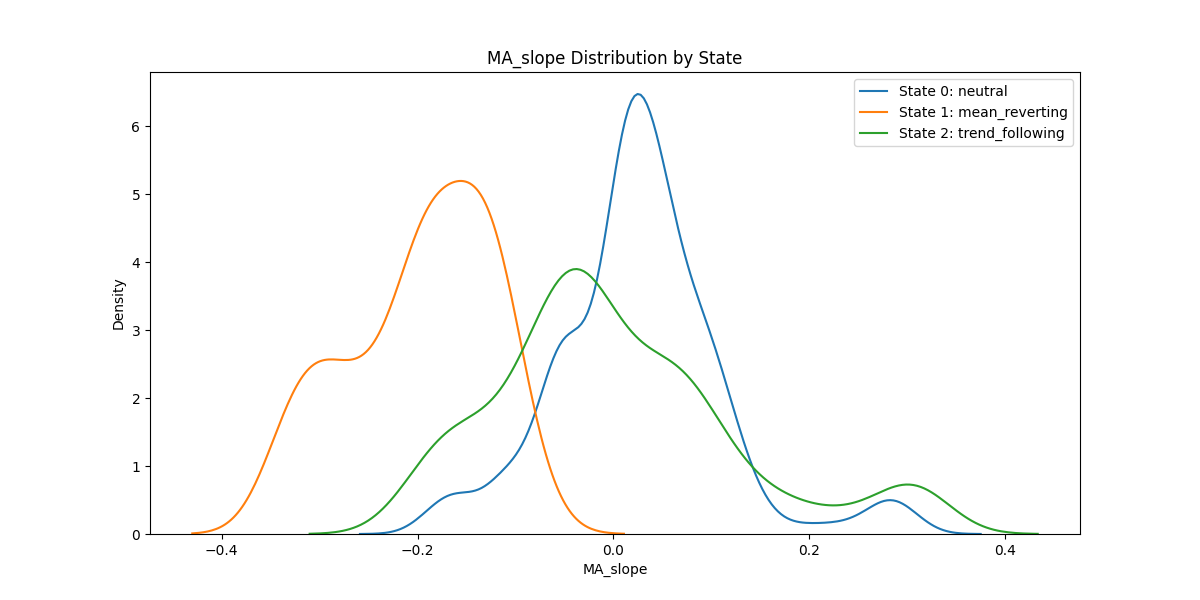 MA_slope Distribution by State
State 0: neutral
State 1: mean_reverting
State 2: trend_following
Density
6
5
4
3
2
1
0
−0.4 −0.2 0.0 0.2 0.4
MA_slope